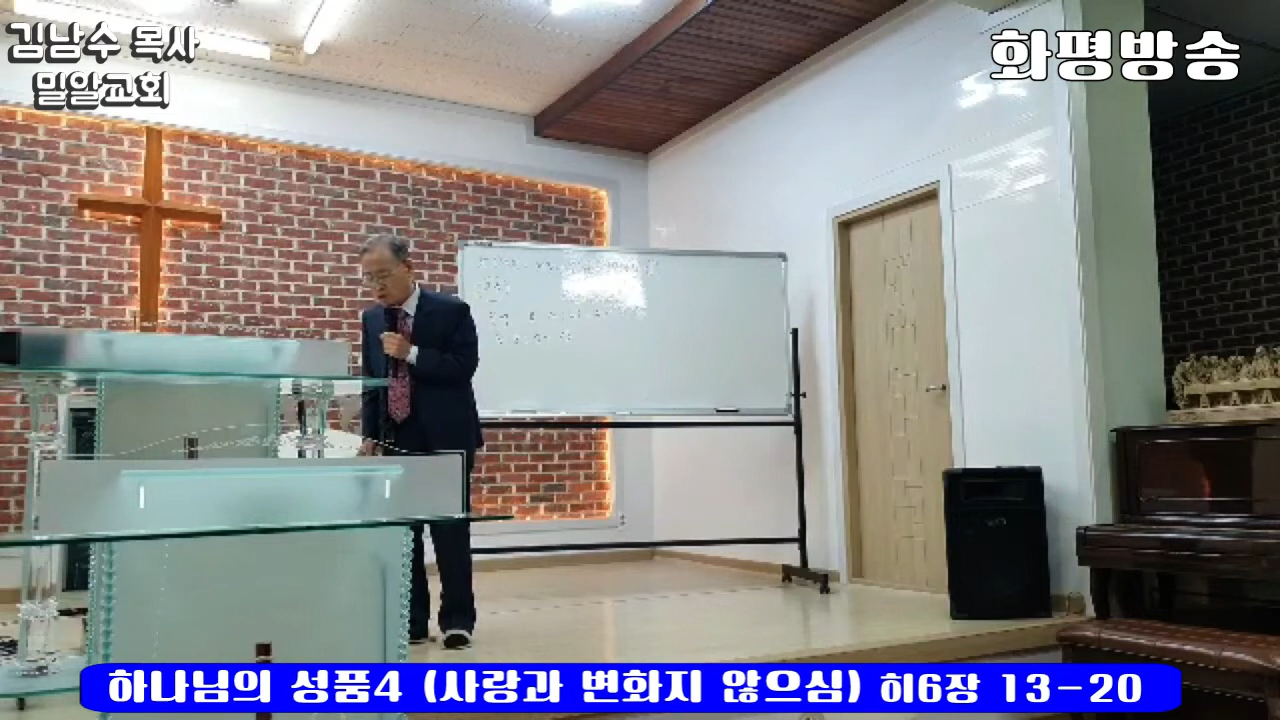 김남수 목사
밀알교회
화평방송
하나님의 성품4 (사랑과 변화지 않으심) 히6장 13-20